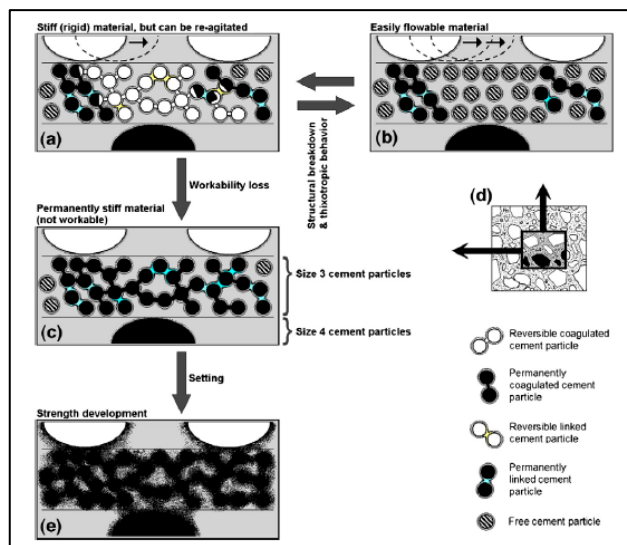 Stiff (rigid) material, but can be re-agitated
Easily flowable material
(a)
(b)
Structural breakdown
& thixotropic behavior
Workability loss
Permanently stiff material
(not workable)
(d)
(c)
Size 3 cement particles
Size 4 cement particles
Setting
Strength development
(e)
Reversible coagulated
cement particle
Permanently
coagulated cement
particle
Reversible linked
cement particle
Permanently
linked cement
particle
Free cement particle